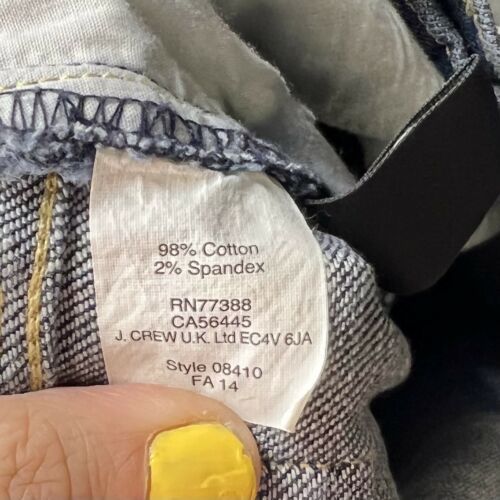 98% Cotton
2% Spandex
RN77388
CA56445
J. CREW U.K. Ltd EC4V 6JA
Style 08410
FA 14